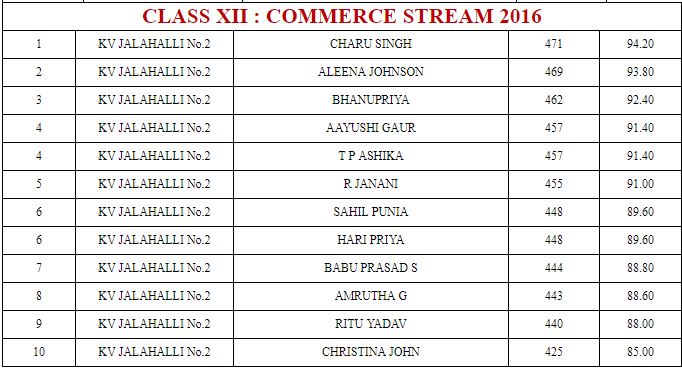 CLASS XII : COMMERCE STREAM 2016
1 KV JALAHALLI No.2 CHARU SINGH 471 94.20
2 KV JALAHALLI No.2 ALEENA JOHNSON 469 93.80
3 KV JALAHALLI No.2 BHANUPRIYA 462 92.40
4 KV JALAHALLI No.2 AAYUSHI GAUR 457 91.40
4 KV JALAHALLI No.2 T P ASHIKA 457 91.40
5 KV JALAHALLI No.2 R JANANI 455 91.00
6 KV JALAHALLI No.2 SAHIL PUNIA 448 89.60
6 KV JALAHALLI No.2 HARI PRIYA 448 89.60
7 KV JALAHALLI No.2 BABU PRASAD S 444 88.80
8 KV JALAHALLI No.2 AMRUTHA G 443 88.60
9 KV JALAHALLI No.2 RITU YADAV 440 88.00
10 KV JALAHALLI No.2 CHRISTINA JOHN 425 85.00